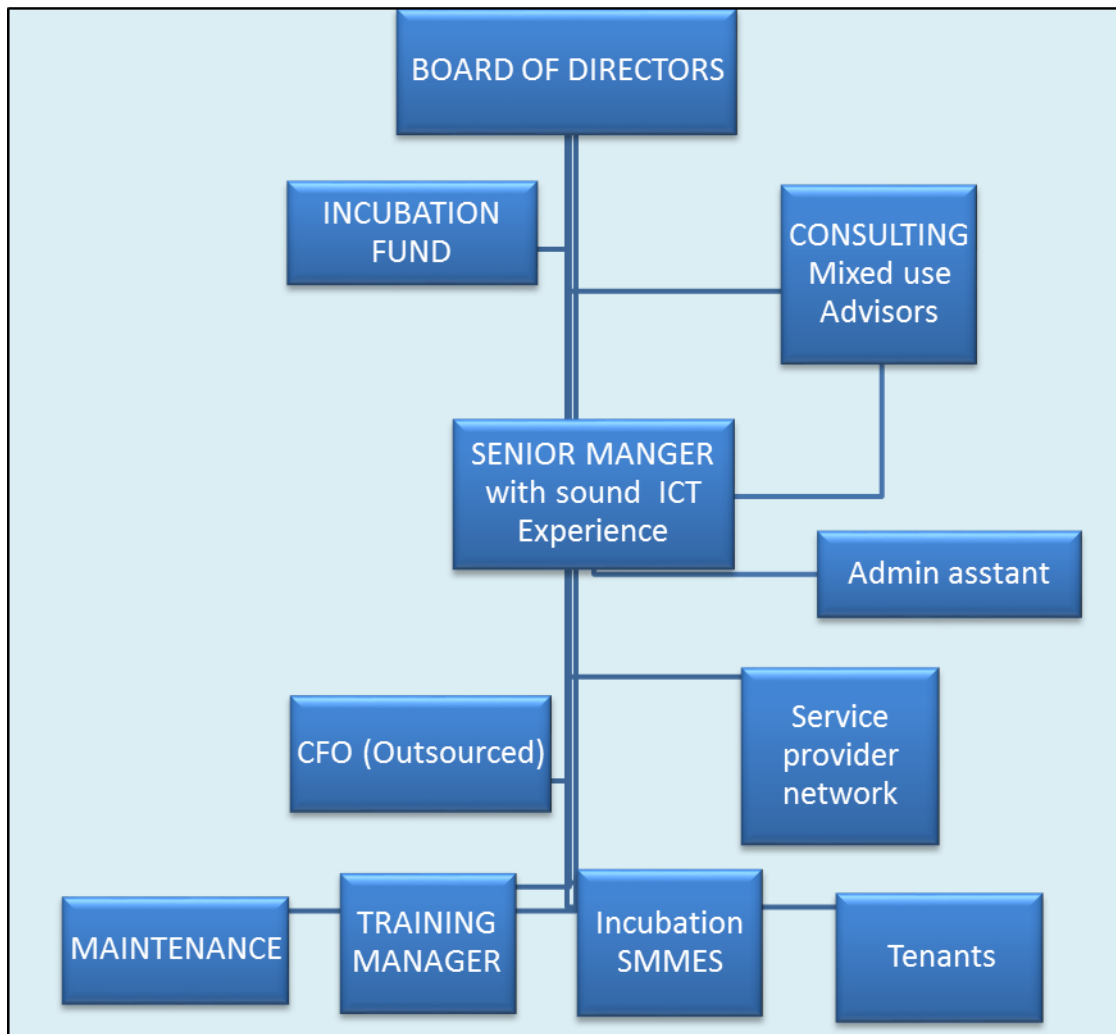 BOARD OF DIRECTORS
INCUBATION
FUND
CONSULTING
Mixed use
Advisors
SENIOR MANGER
with sound ICT
Experience
Admin asstant
CFO (Outsourced)
Service
provider
network
MAINTENANCE
TRAINING
MANAGER
Incubation
SMMES
Tenants